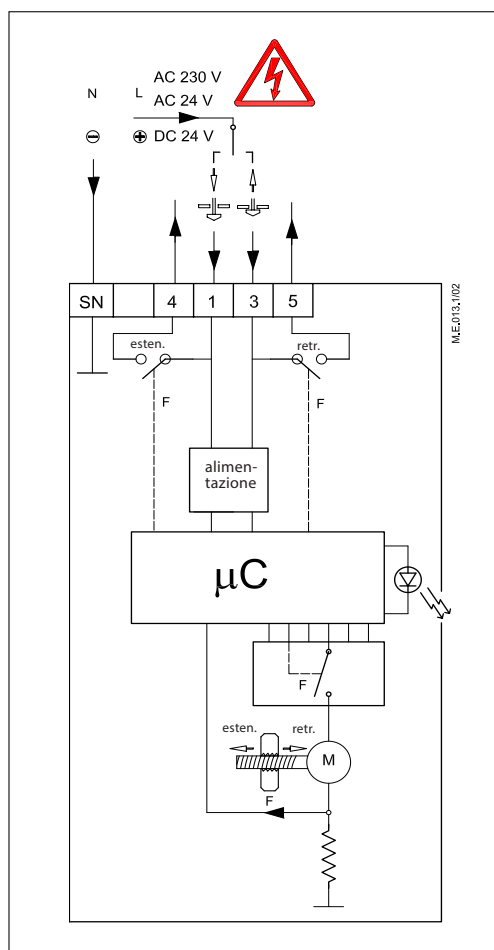 AC 230 V
N L AC 24 V
⊖ ⊕ DC 24 V
M.E.013.1/02
SN 4 1 3 5
esten. retr.
F F
alimen-
tazione
µC
F
esten. retr.
M
F